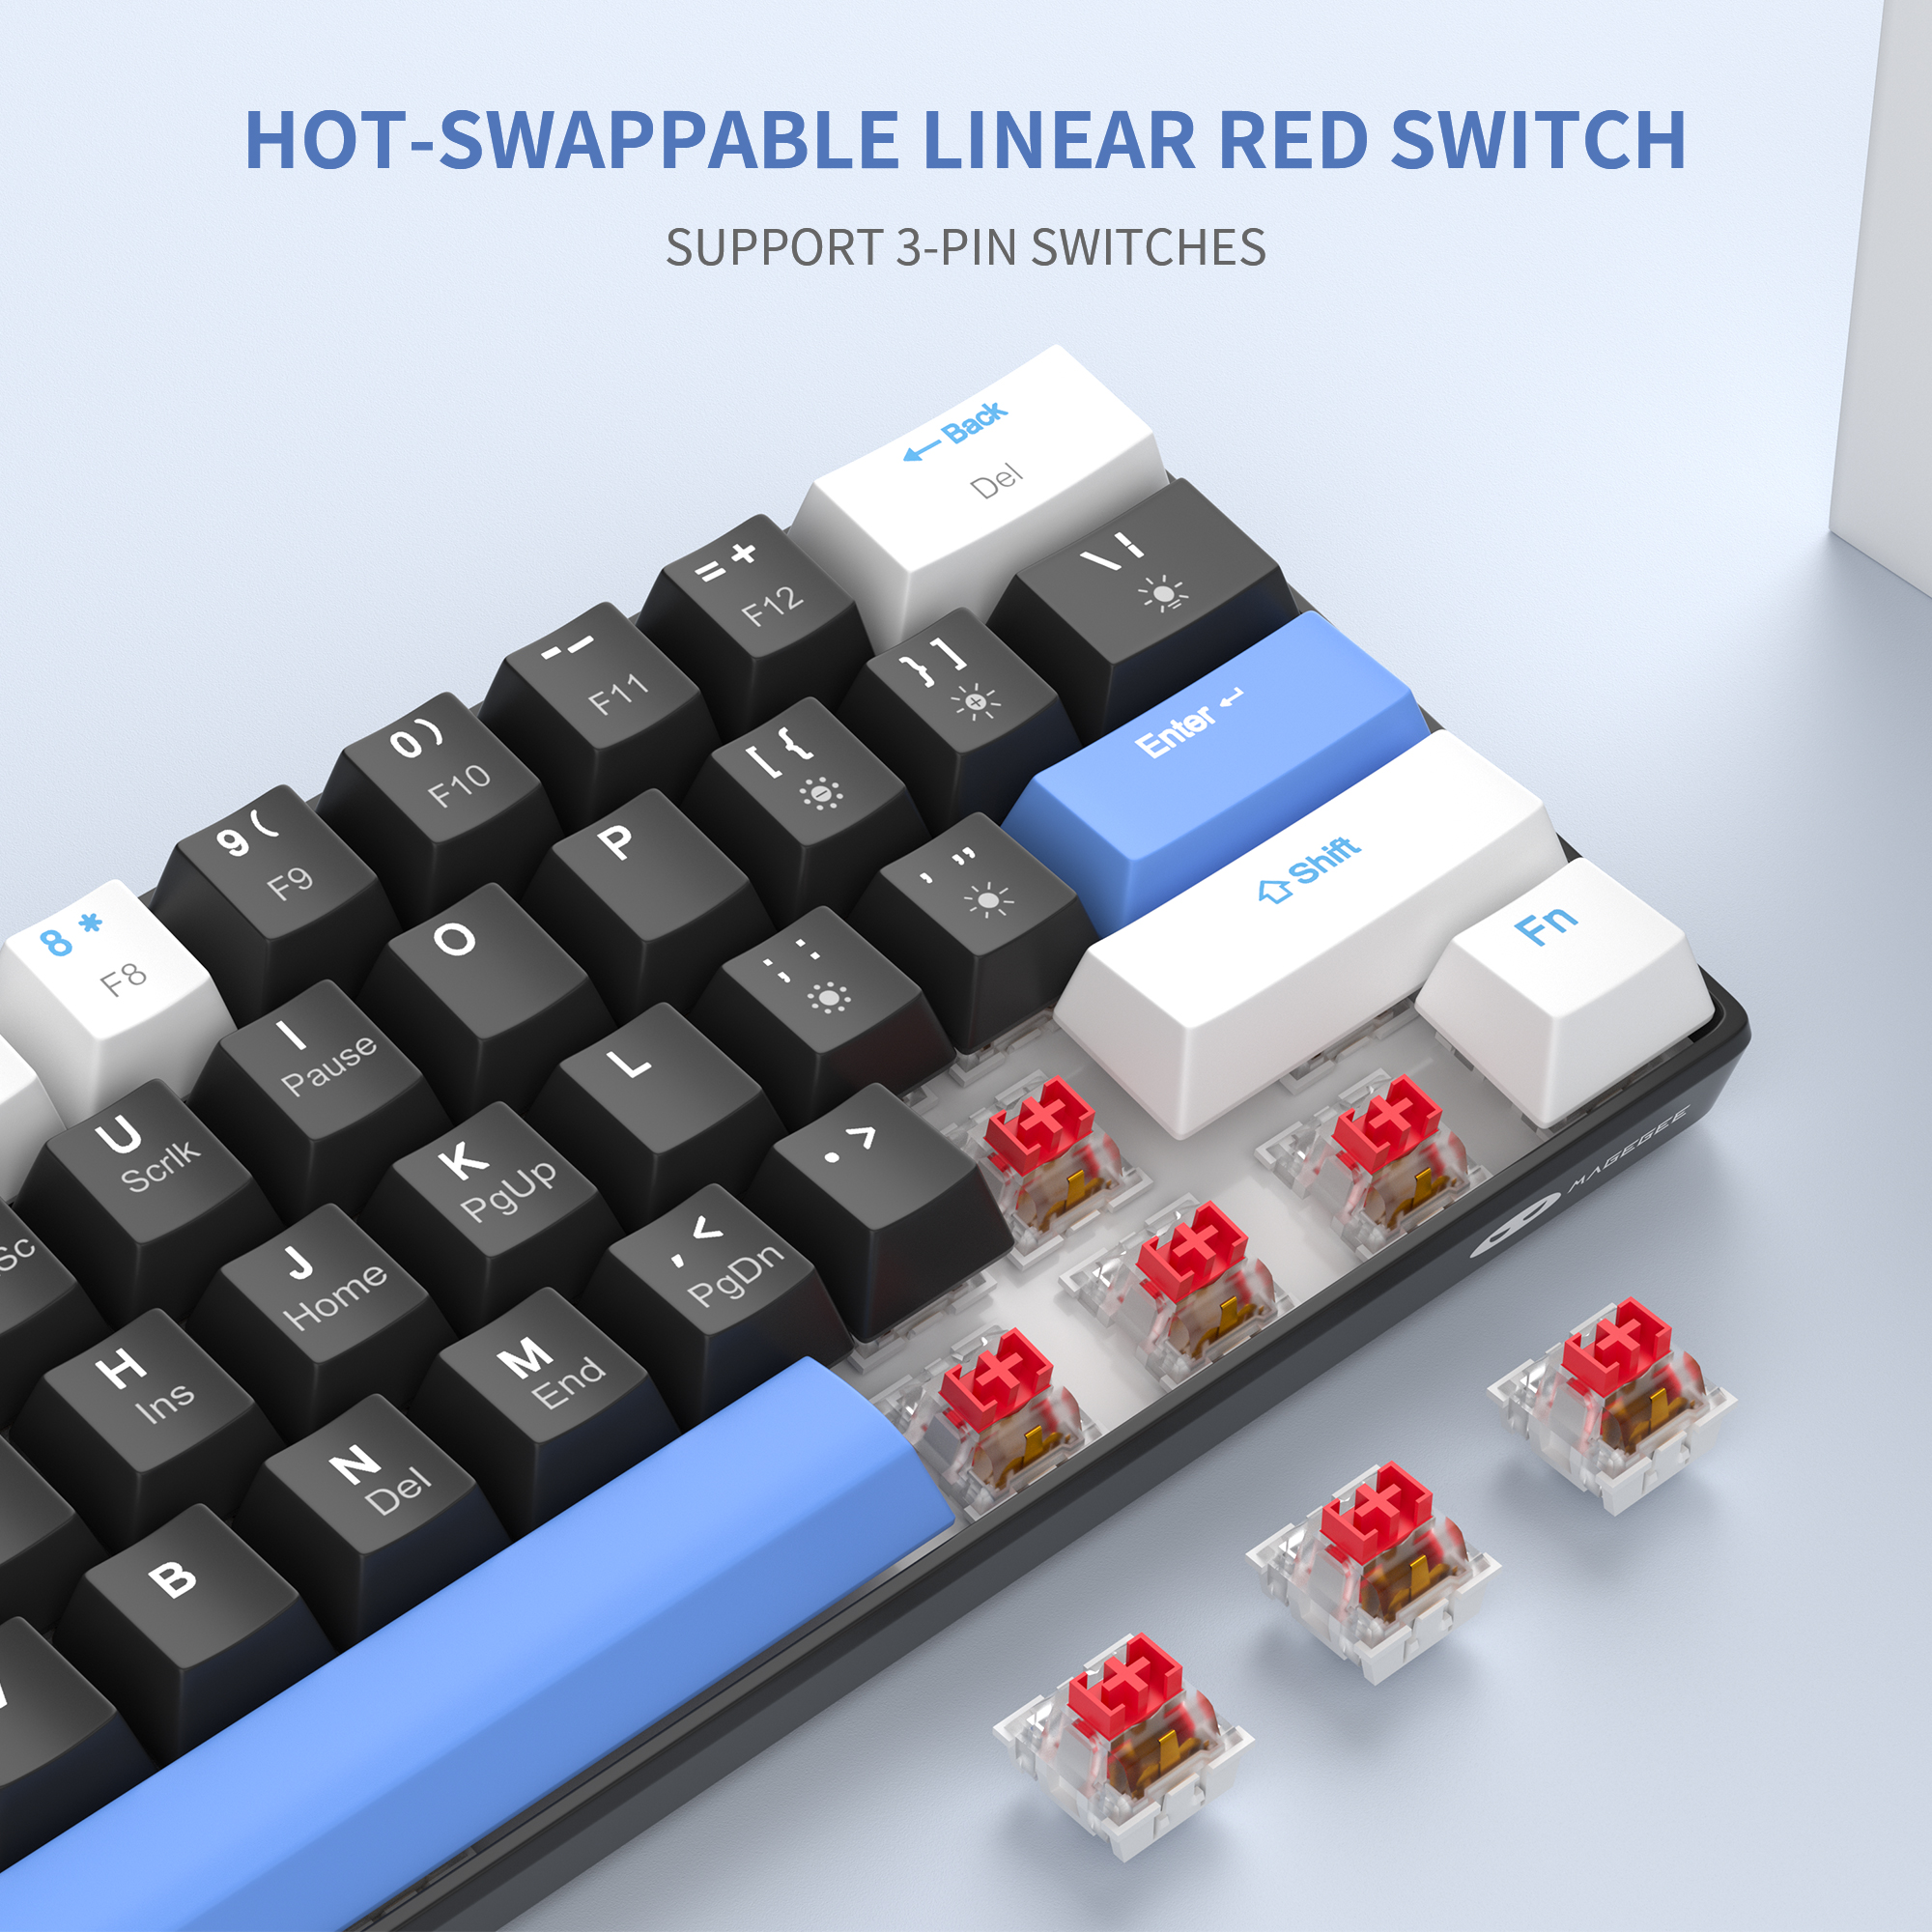 HOT-SWAPPABLE LINEAR RED SWITCH
SUPPORT 3-PIN SWITCHES
← Back
Del
= +
F12
\ ¦
- —
F11
} ]
0 )
F10
[ {
Enter ↵
9 (
F9
P
, ”
⇧ Shift
8 *
F8
O
; :
Fn
I
Pause
L
. >
U
Scrlk
K
PgUp
, <
PgDn
MAGEGEE
Sc
J
Home
M
End
H
Ins
N
Del
B